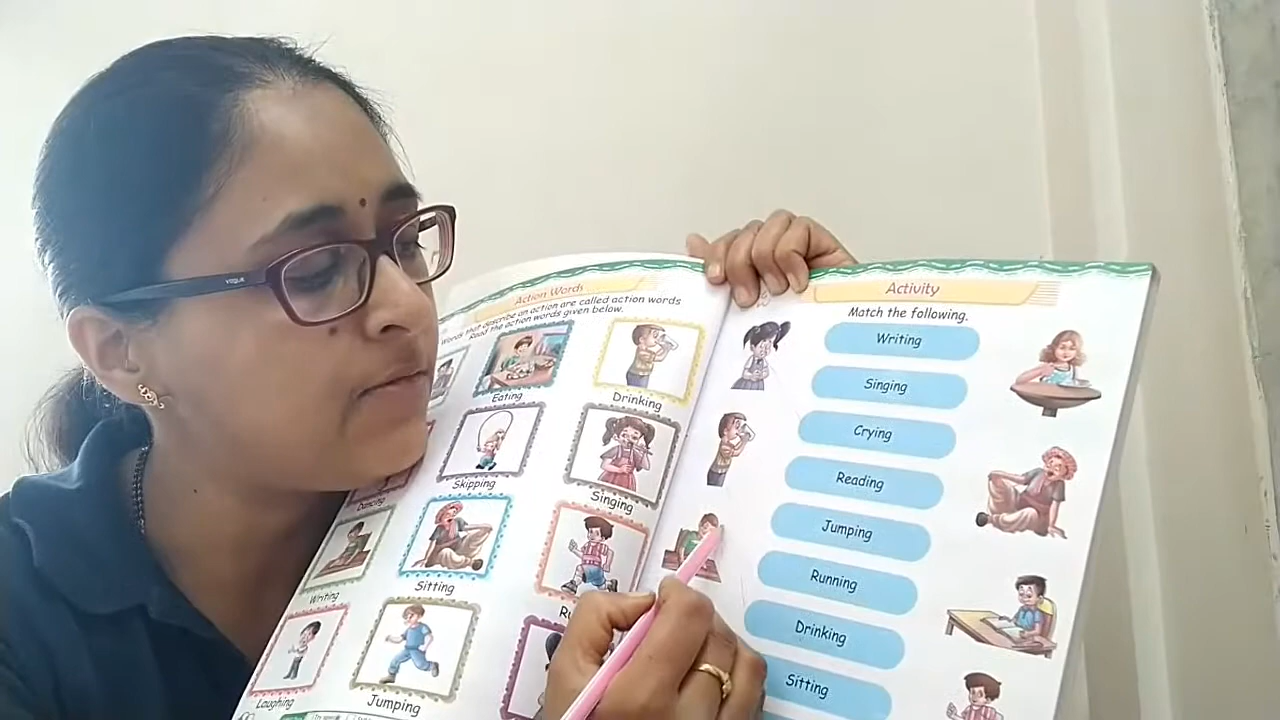 Action Words
Words that describe an action are called action words
Read the action words given below.
Eating
Drinking
Dancing
Skipping
Singing
Writing
Sitting
Laughing
Jumping
Activity
Match the following.
Writing
Singing
Crying
Reading
Jumping
Running
Drinking
Sitting
VOGUE